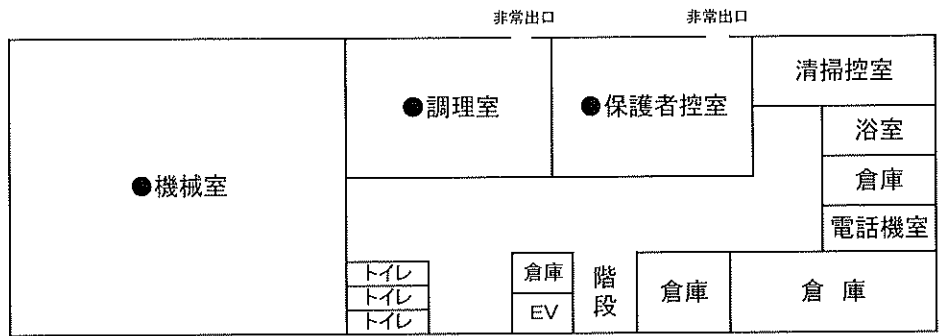 非常出口
非常出口
清掃控室
●調理室
●保護者控室
浴室
●機械室
倉庫
電話機室
トイレ
トイレ
トイレ
倉庫
EV
階段
倉庫
倉庫